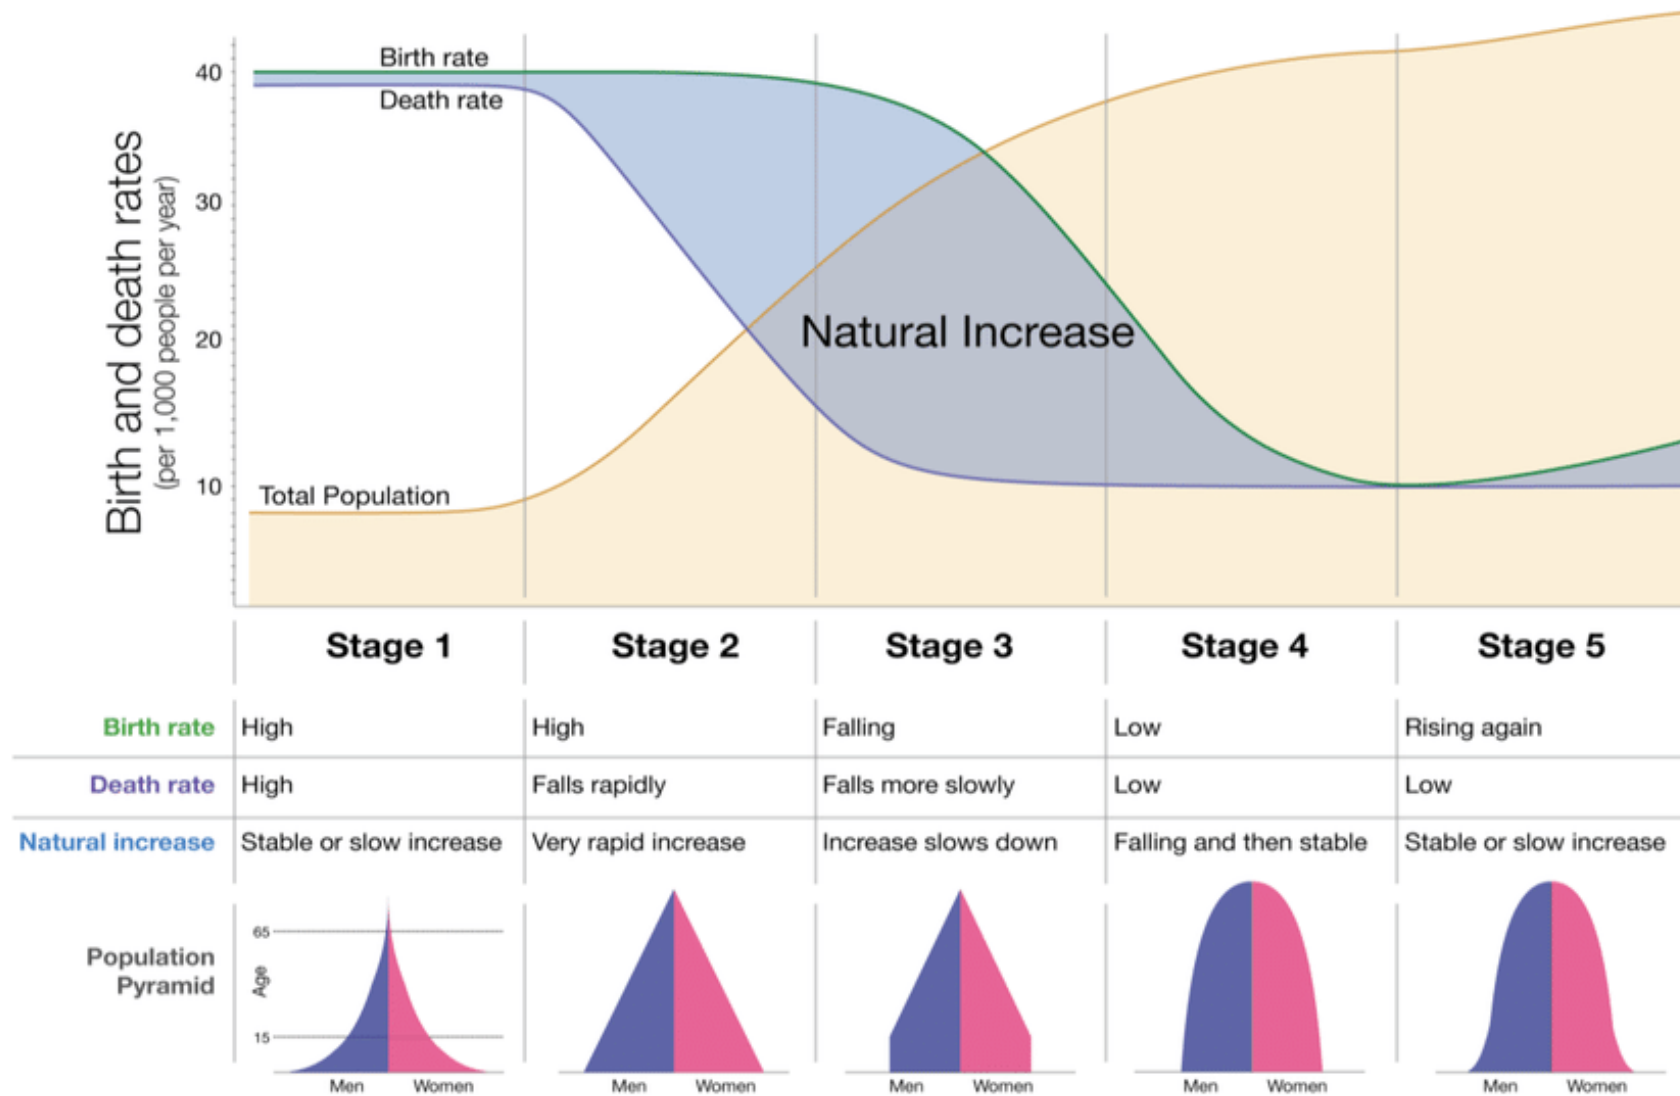 Birth rate
Death rate
40
30
20
10
Birth and death rates
(per 1,000 people per year)
Natural Increase
Total Population
Stage 1 Stage 2 Stage 3 Stage 4 Stage 5
Birth rate High High Falling Low Rising again
Death rate High Falls rapidly Falls more slowly Low Low
Natural increase Stable or slow increase Very rapid increase Increase slows down Falling and then stable Stable or slow increase
Population
Pyramid
65
Age
15
Men Women Men Women Men Women Men Women Men Women